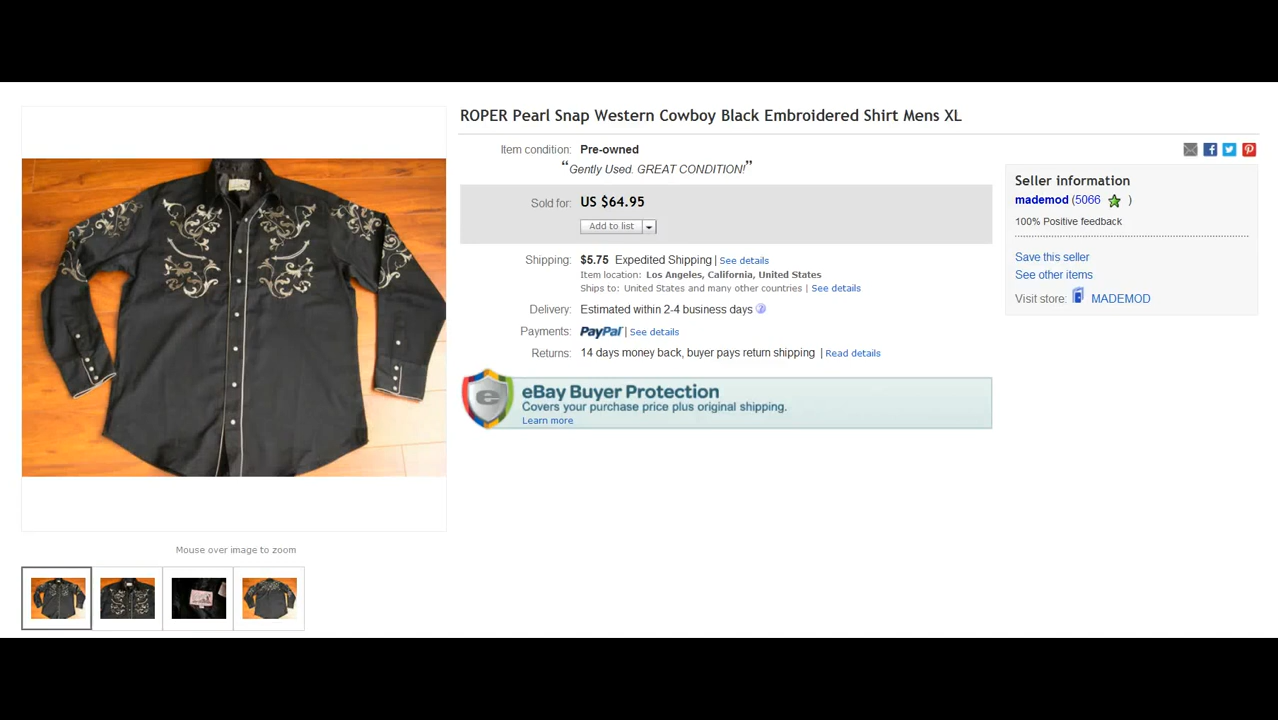 ROPER Pearl Snap Western Cowboy Black Embroidered Shirt Mens XL
Item condition: Pre-owned
“Gently Used. GREAT CONDITION!”
Sold for: US $64.95
Add to list
Shipping: $5.75 Expedited Shipping | See details
Item location: Los Angeles, California, United States
Ships to: United States and many other countries | See details
Delivery: Estimated within 2-4 business days
Payments: PayPal | See details
Returns: 14 days money back, buyer pays return shipping | Read details
eBay Buyer Protection
Covers your purchase price plus original shipping.
Learn more
Seller information
mademod (5066 )
100% Positive feedback
Save this seller
See other items
Visit store: MADEMOD
Mouse over image to zoom